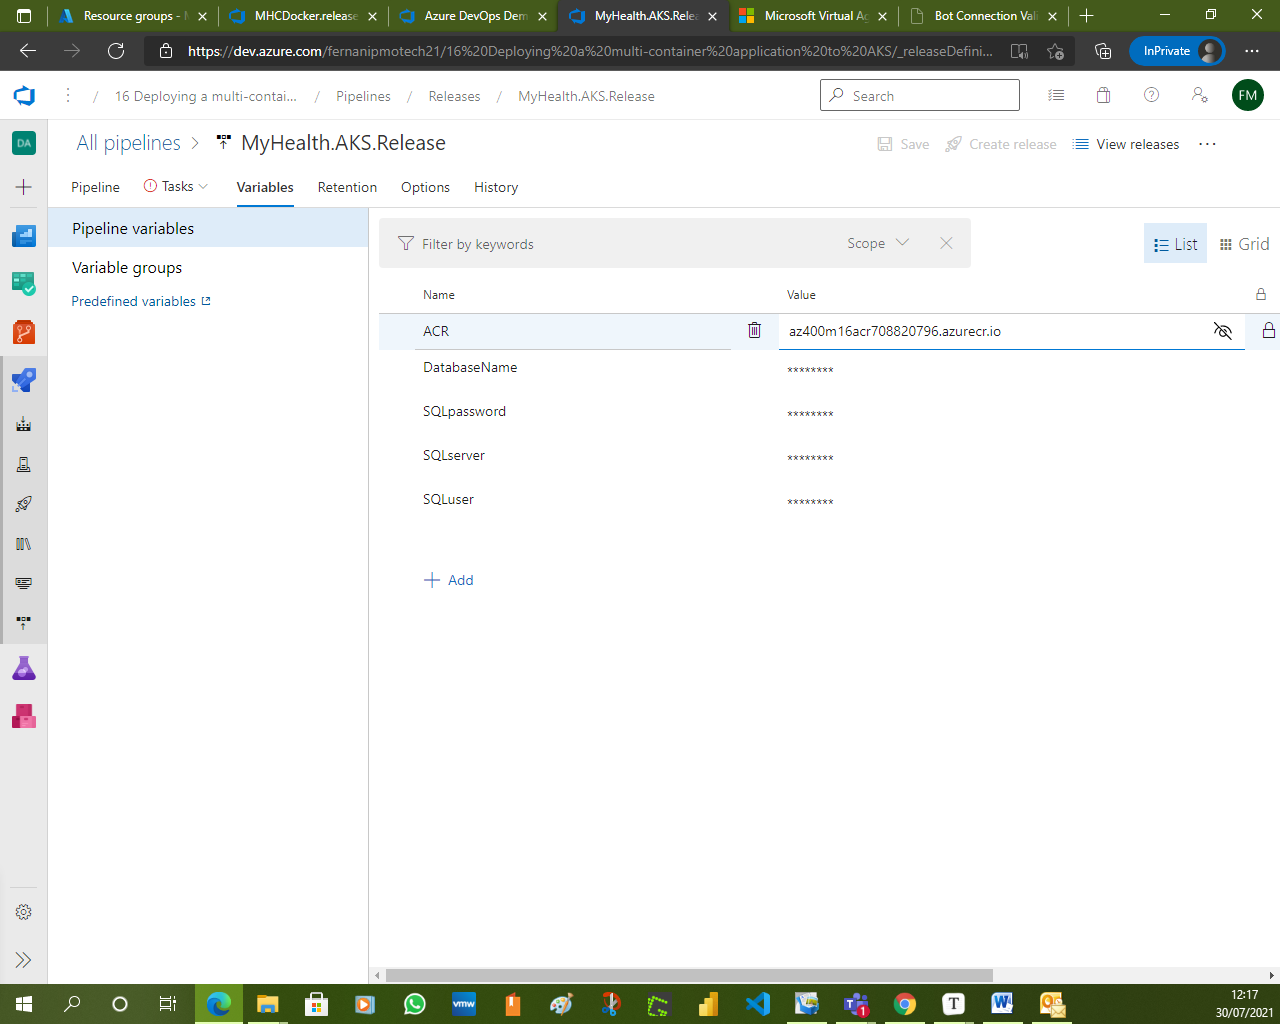 Resource groups - M
MHCDocker.release
Azure DevOps Dem
MyHealth.AKS.Relea
Microsoft Virtual Ag
Bot Connection Vali
https://dev.azure.com/fernanipmotech21/16%20Deploying%20a%20multi-container%20application%20to%20AKS/_releaseDefini...
InPrivate
/ 16 Deploying a multi-contai... / Pipelines / Releases / MyHealth.AKS.Release
Search
FM
DA
All pipelines > MyHealth.AKS.Release
Save
Create release
View releases
Pipeline
Tasks
Variables
Retention
Options
History
Pipeline variables
Variable groups
Predefined variables
Filter by keywords
Scope
List
Grid
Name
Value
ACR
az400m16acr708820796.azurecr.io
DatabaseName
********
SQLpassword
********
SQLserver
********
SQLuser
********
+ Add
vmw
1
T
12:17
30/07/2021